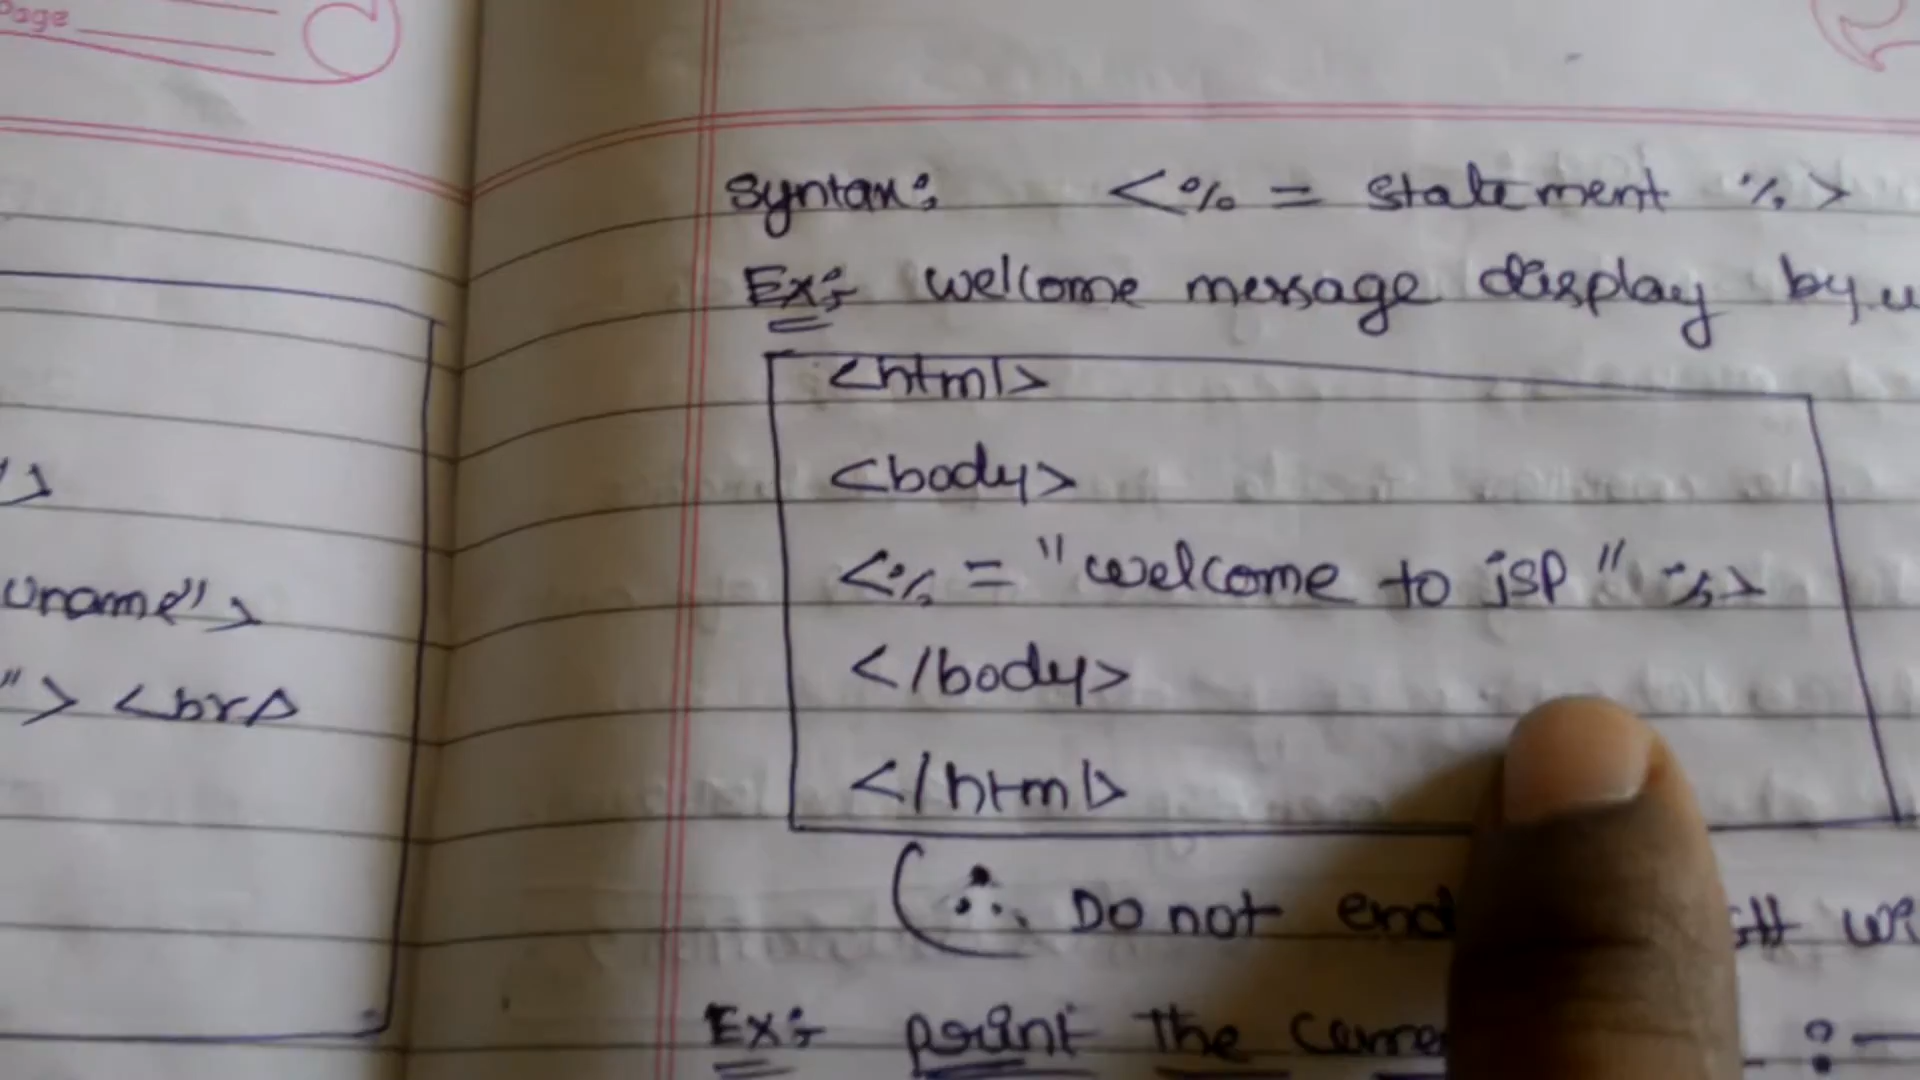 Page
>
uname">
"> <br>
Syntax: <% = Statement %>
Ex:- welcome message display by
<html>
<body>
<% = "welcome to jsp" %>
</body>
</html>
(∴ Do not end
Ex:- print the